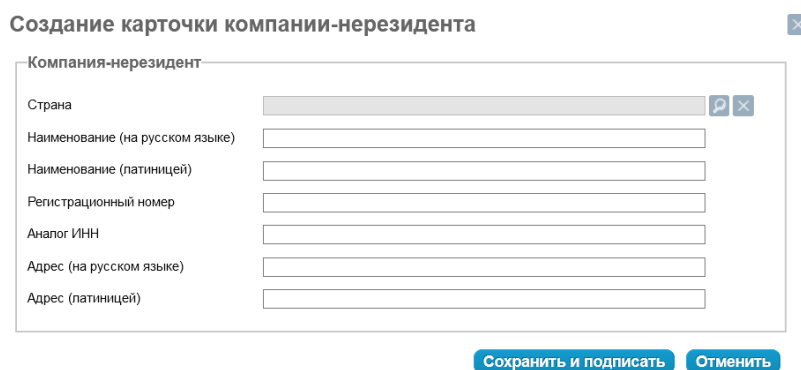 Создание карточки компании-нерезидента
Компания-нерезидент
Страна
Наименование (на русском языке)
Наименование (латиницей)
Регистрационный номер
Аналог ИНН
Адрес (на русском языке)
Адрес (латиницей)
Сохранить и подписать Отменить